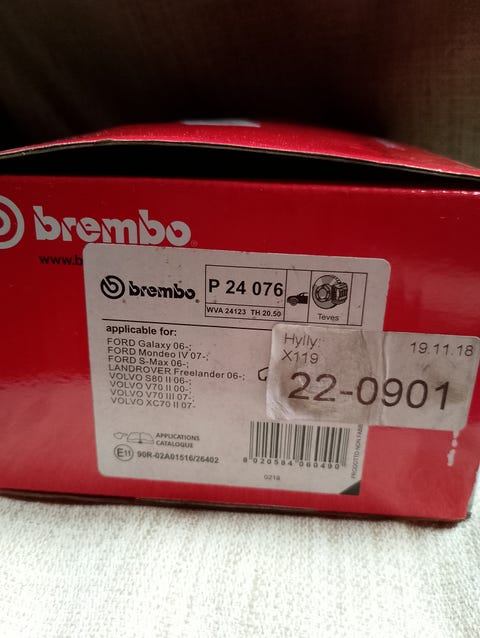 brembo
www.b
brembo
P 24 076
WVA 24123 TH 20.50
Teves
applicable for:
FORD Galaxy 06-;
FORD Mondeo IV 07-;
FORD S-Max 06-;
LANDROVER Freelander 06-;
VOLVO S80 II 06-;
VOLVO V70 II 00-;
VOLVO V70 III 07-
VOLVO XC70 II 07-
Hylly:
19.11.18
X119
22-0901
APPLICATIONS
CATALOGUE
E11 90R-02A01516/26402
8 020584 060490
0218
PRODOTTO NON FABB